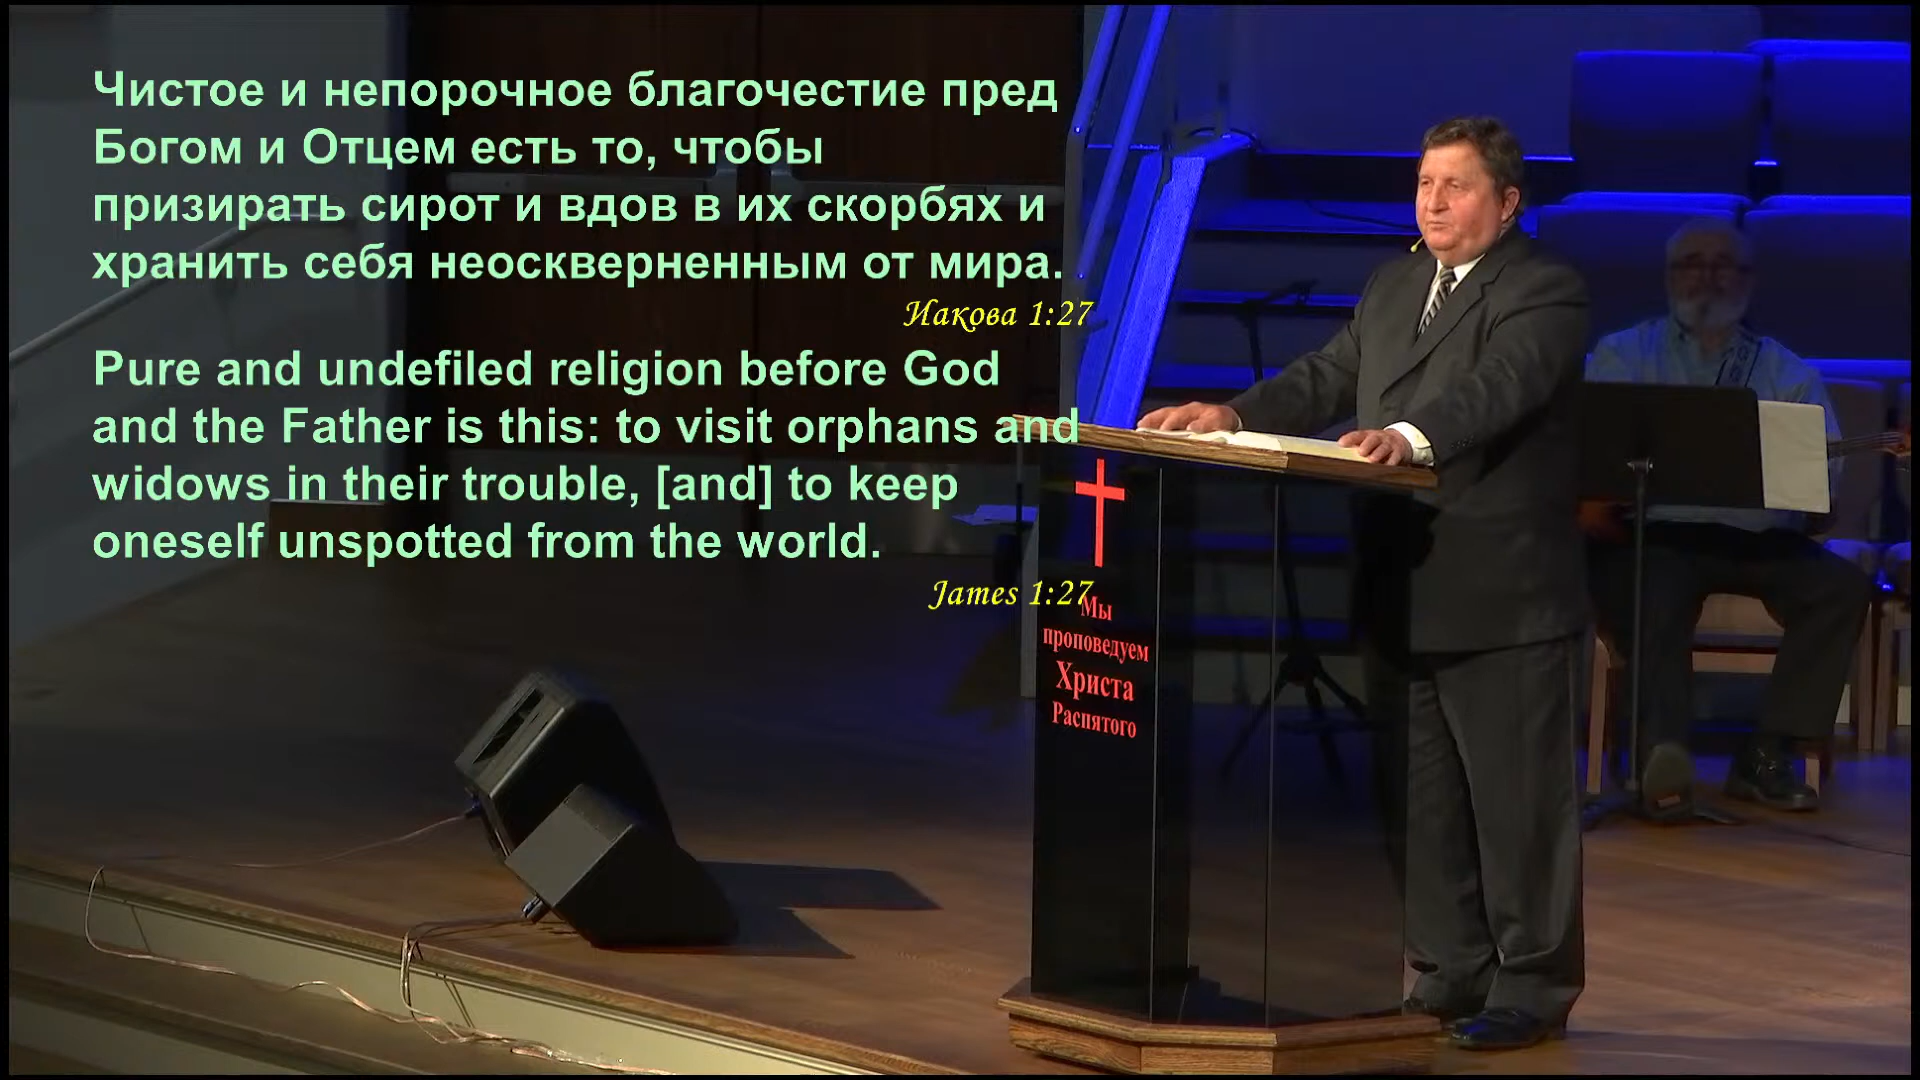 Чистое и непорочное благочестие пред
Богом и Отцем есть то, чтобы
призирать сирот и вдов в их скорбях и
хранить себя неоскверненным от мира.
Иакова 1:27
Pure and undefiled religion before God
and the Father is this: to visit orphans and
widows in their trouble, [and] to keep
oneself unspotted from the world.
James 1:27
Мы
проповедуем
Христа
Распятого